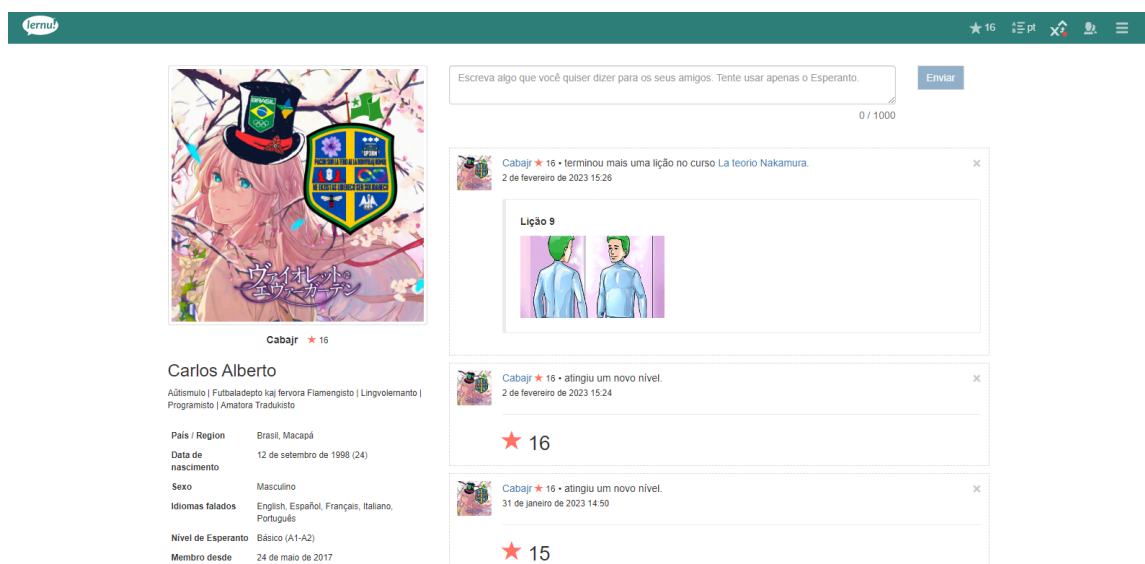 lernu!
16
pt
x̂
BRASIL
ヴァイオレット・
エヴァーガーデン
Cabajr 16
Carlos Alberto
Aŭtismulo | Futbaladepto kaj fervora Flamengisto | Lingvolernanto |
Programisto | Amatora Tradukisto
País / Region Brasil, Macapá
Data de
nascimento
12 de setembro de 1998 (24)
Sexo Masculino
Idiomas falados English, Español, Français, Italiano,
Português
Nível de Esperanto Básico (A1-A2)
Membro desde 24 de maio de 2017
Escreva algo que você quiser dizer para os seus amigos. Tente usar apenas o Esperanto.
Enviar
0 / 1000
Cabajr 16 • terminou mais uma lição no curso La teorio Nakamura.
2 de fevereiro de 2023 15:26
Lição 9
Cabajr 16 • atingiu um novo nível.
2 de fevereiro de 2023 15:24
16
Cabajr 16 • atingiu um novo nível.
31 de janeiro de 2023 14:50
15